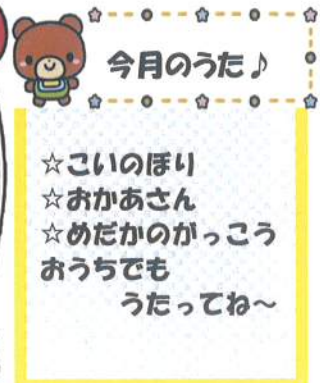 今月のうた♪
☆こいのぼり
☆おかあさん
☆めだかのがっこう
おうちでも
うたってね～